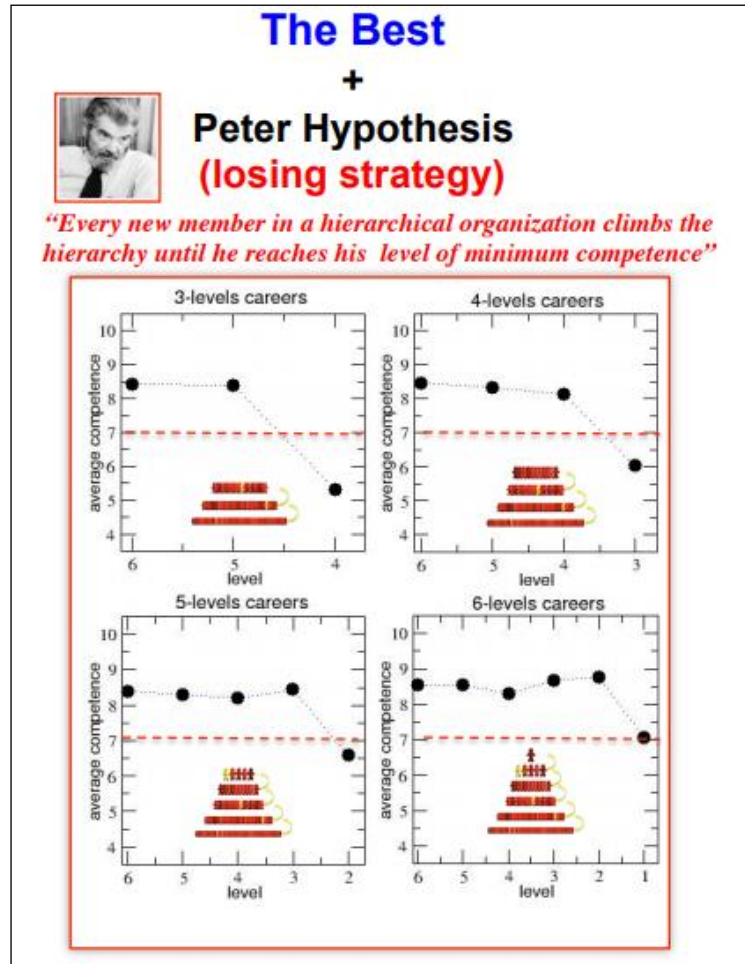 The Best
+
Peter Hypothesis
(losing strategy)
“Every new member in a hierarchical organization climbs the
hierarchy until he reaches his level of minimum competence”
3-levels careers
average competence
10
9
8
7
6
5
4
6
5
4
level
4-levels careers
average competence
10
9
8
7
6
5
4
6
5
4
3
level
5-levels careers
average competence
10
9
8
7
6
5
4
6
5
4
3
2
level
6-levels careers
average competence
10
9
8
7
6
5
4
6
5
4
3
2
1
level